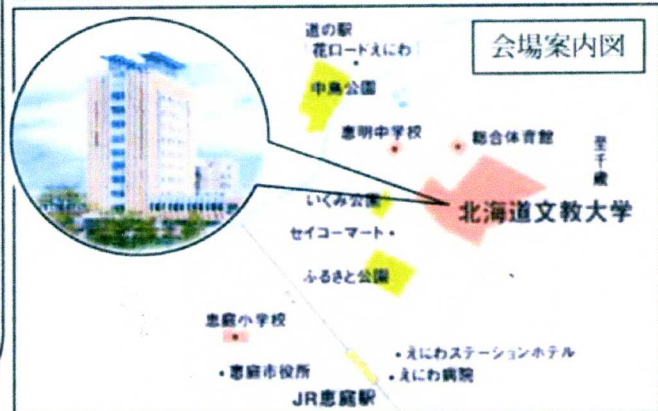 会場案内図
道の駅
花ロードえにわ
中島公園
恵明中学校
総合体育館
至千歳
いくみ公園
北海道文教大学
セイコーマート
ふるさと公園
恵庭小学校
えにわステーションホテル
恵庭市役所
えにわ病院
JR恵庭駅